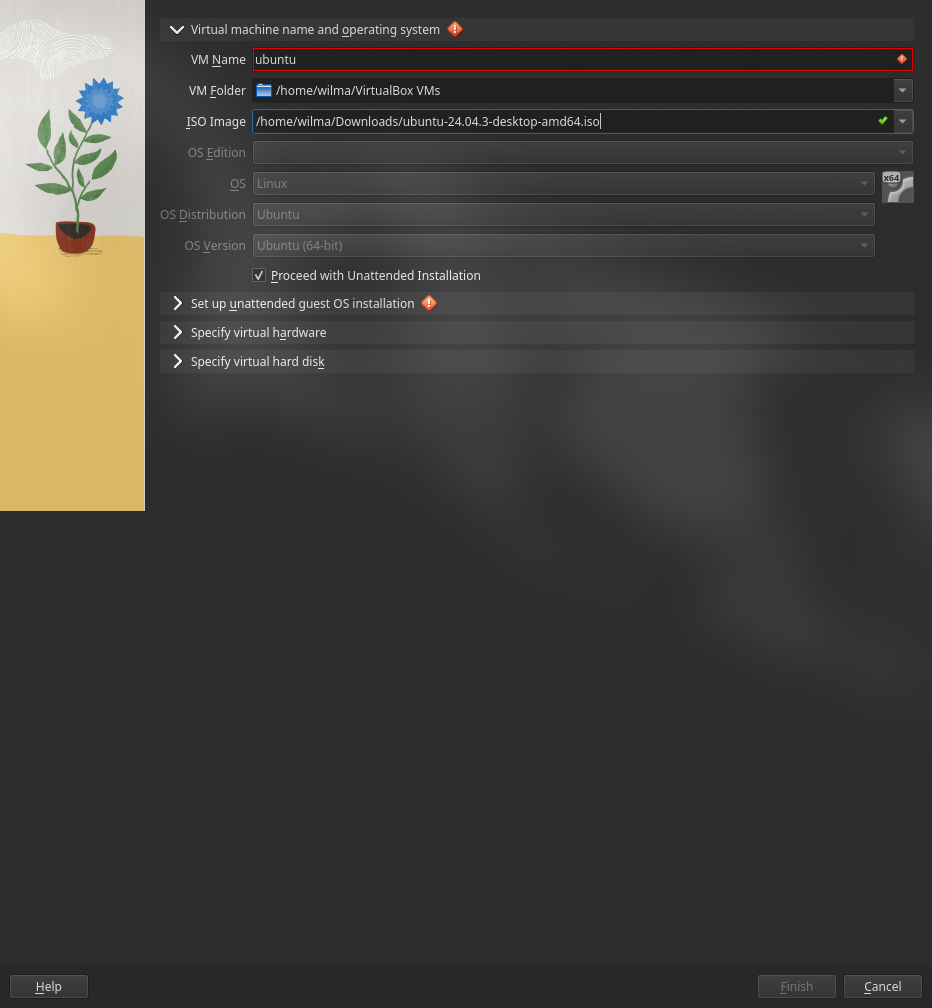 Virtual machine name and operating system
VM Name ubuntu
VM Folder /home/wilma/VirtualBox VMs
ISO Image /home/wilma/Downloads/ubuntu-24.04.3-desktop-amd64.iso
OS Edition
OS Linux x64
OS Distribution Ubuntu
OS Version Ubuntu (64-bit)
Proceed with Unattended Installation
Set up unattended guest OS installation
Specify virtual hardware
Specify virtual hard disk
Help Finish Cancel